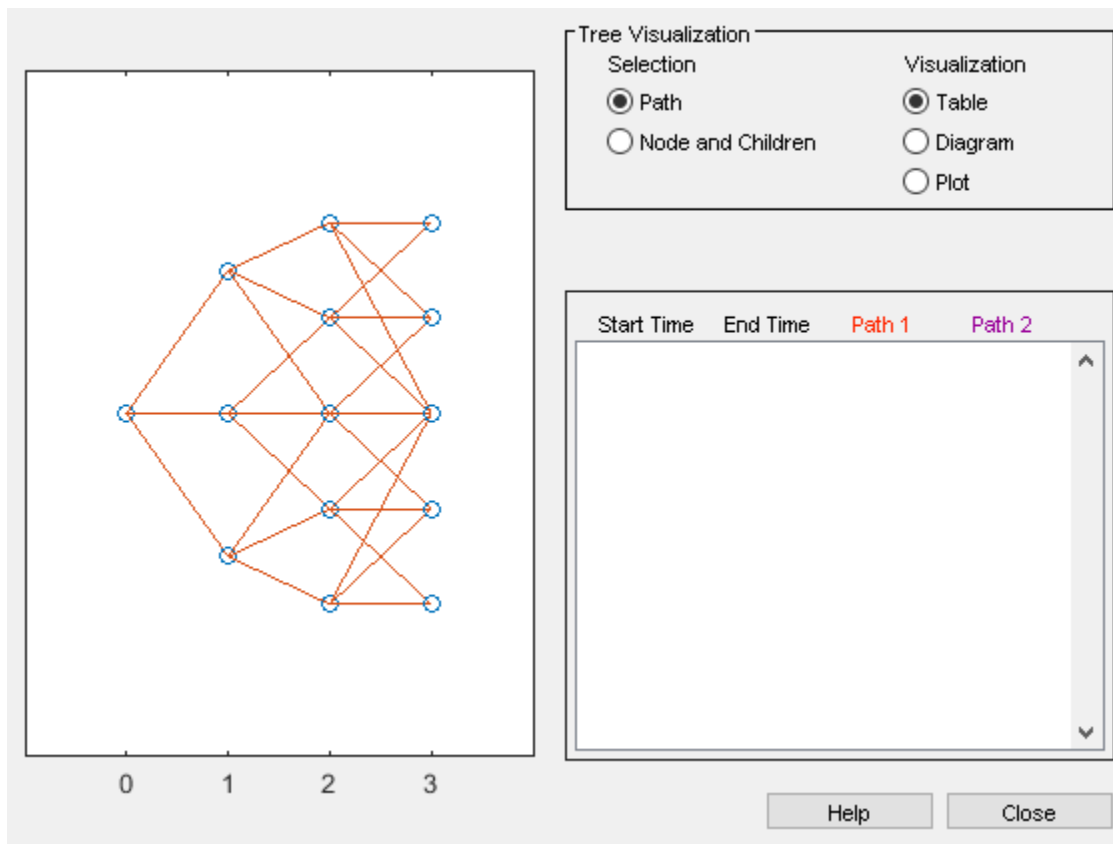 Tree Visualization
Selection
Visualization
Path
Table
Node and Children
Diagram
Plot
Start Time End Time Path 1 Path 2
0 1 2 3
Help Close